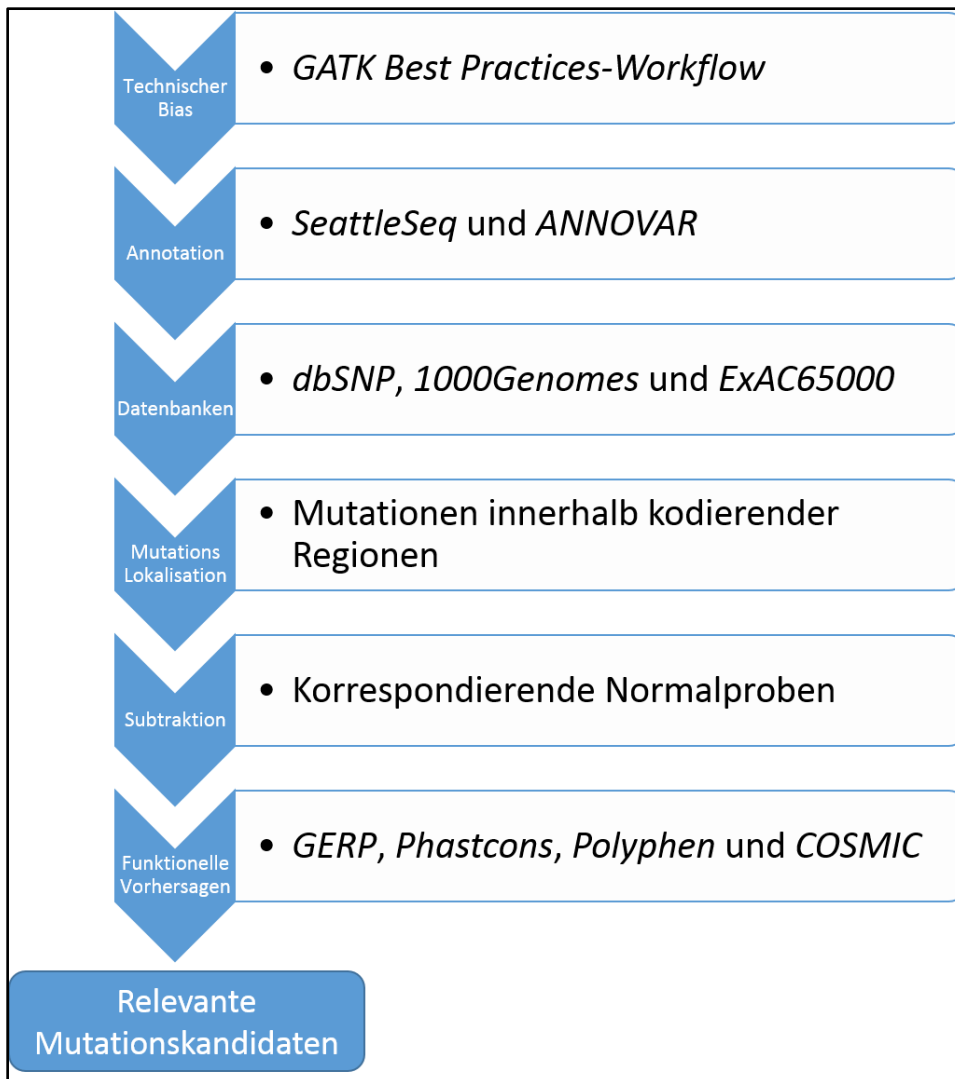 Technischer
Bias
• GATK Best Practices-Workflow
Annotation
• SeattleSeq und ANNOVAR
Datenbanken
• dbSNP, 1000Genomes und ExAC65000
Mutations
Lokalisation
• Mutationen innerhalb kodierender
Regionen
Subtraktion
• Korrespondierende Normalproben
Funktionelle
Vorhersagen
• GERP, Phastcons, Polyphen und COSMIC
Relevante
Mutationskandidaten